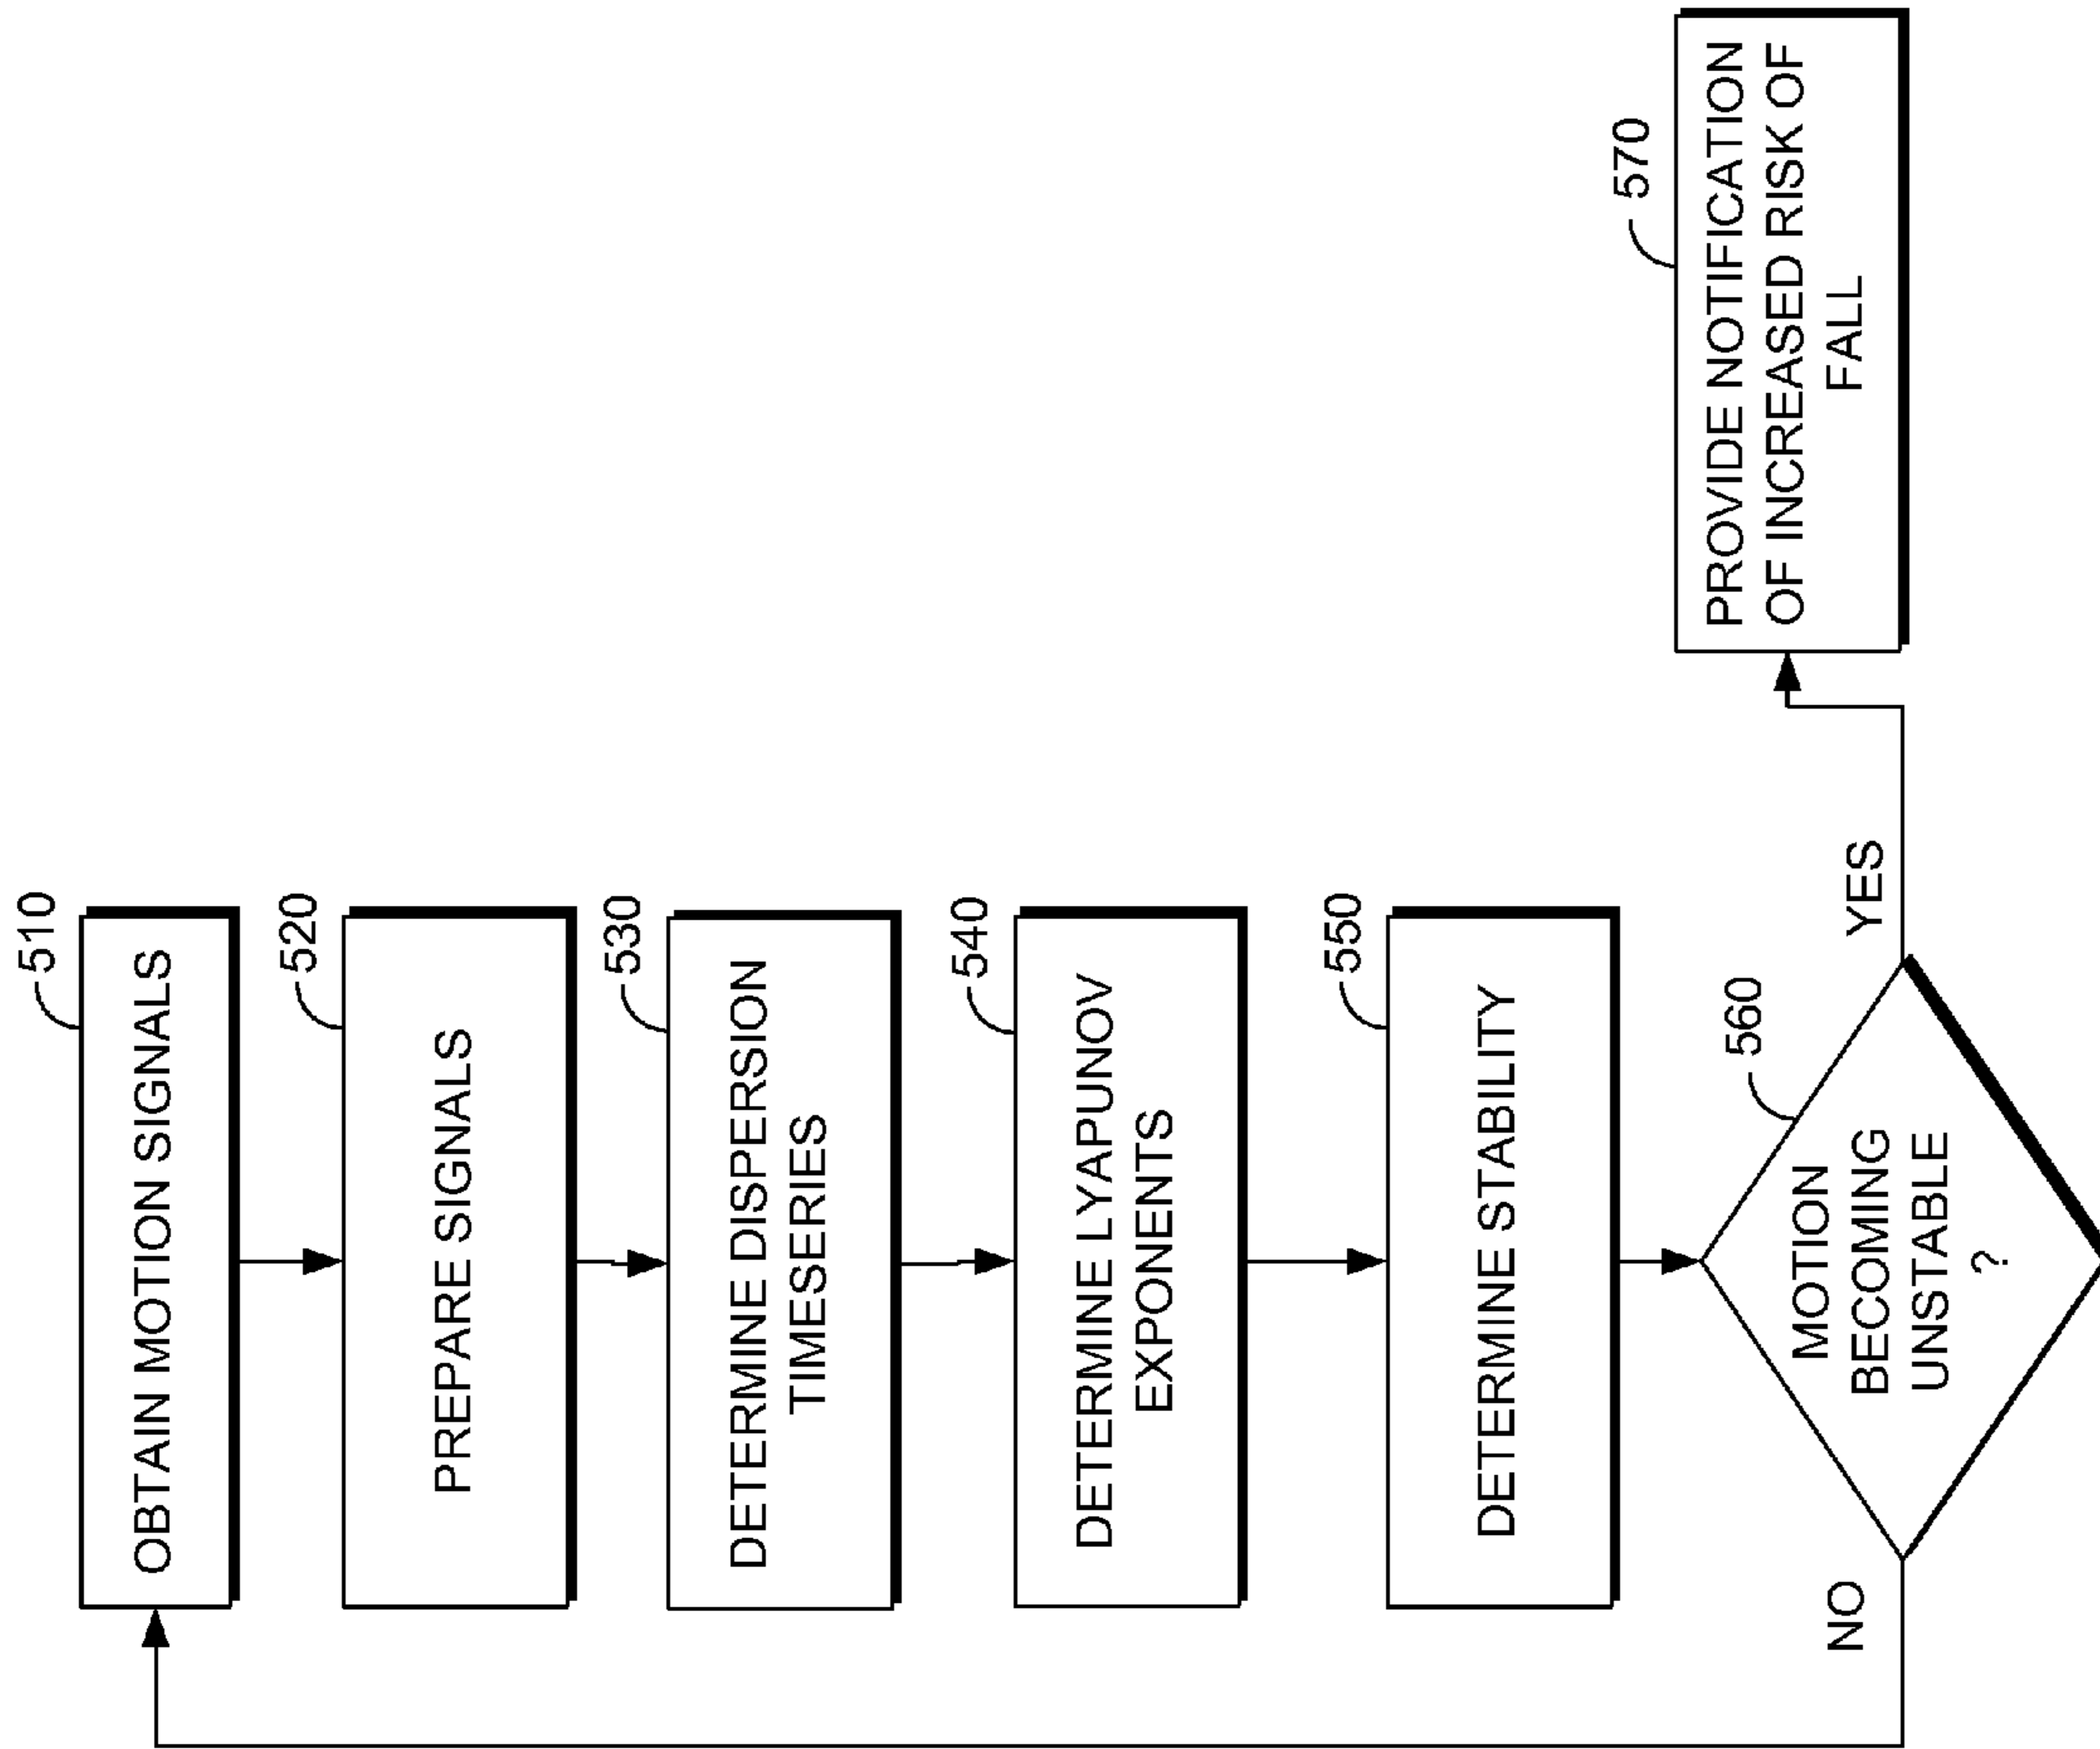 510
OBTAIN MOTION SIGNALS
520
PREPARE SIGNALS
530
DETERMINE DISPERSION
TIMESERIES
540
DETERMINE LYAPUNOV
EXPONENTS
550
DETERMINE STABILITY
560
MOTION
BECOMING
UNSTABLE
?
NO
YES
570
PROVIDE NOTIFICATION
OF INCREASED RISK OF
FALL